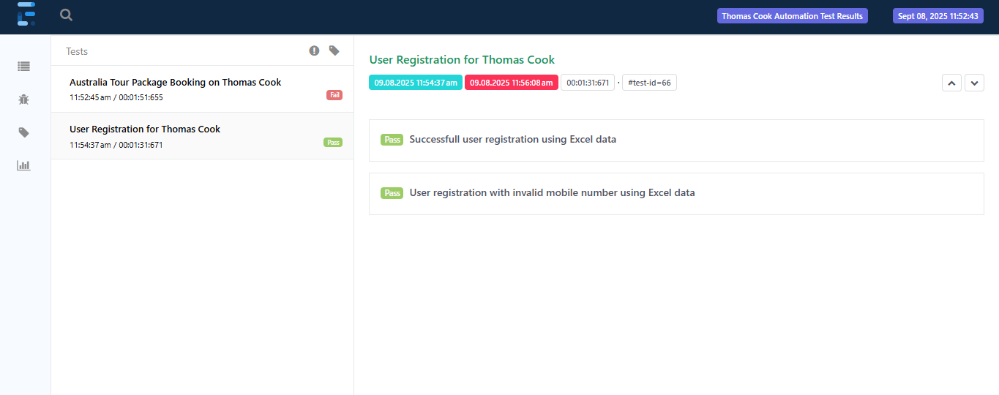 Thomas Cook Automation Test Results
Sept 08, 2025 11:52:43
Tests
Australia Tour Package Booking on Thomas Cook
11:52:45 am / 00:01:51:655
Fail
User Registration for Thomas Cook
11:54:37 am / 00:01:31:671
Pass
User Registration for Thomas Cook
09.08.2025 11:54:37 am 09.08.2025 11:56:08 am 00:01:31:671 · #test-id=66
Pass Successfull user registration using Excel data
Pass User registration with invalid mobile number using Excel data